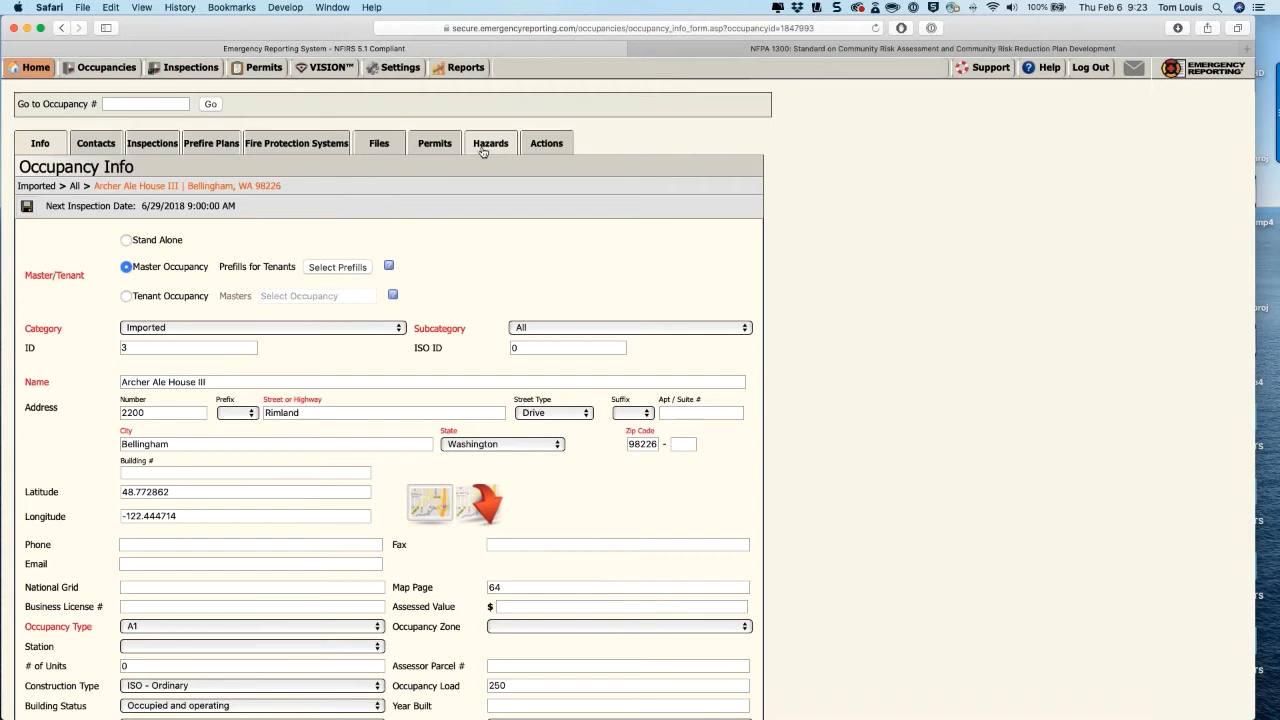 Safari File Edit View History Bookmarks Develop Window Help 100% Thu Feb 6 9:23 Tom Louis
secure.emergencyreporting.com/occupancies/occupancy_info_form.asp?occupancyid=1847993
Emergency Reporting System - NFIRS 5.1 Compliant NFPA 1300: Standard on Community Risk Assessment and Community Risk Reduction Plan Development
Home Occupancies Inspections Permits VISION™ Settings Reports Support Help Log Out EMERGENCY REPORTING
Go to Occupancy # Go
Info Contacts Inspections Prefire Plans Fire Protection Systems Files Permits Hazards Actions
Occupancy Info
Imported > All > Archer Ale House III | Bellingham, WA 98226
Next Inspection Date: 6/29/2018 9:00:00 AM
Stand Alone
Master/Tenant
Master Occupancy Prefills for Tenants Select Prefills
Tenant Occupancy Masters Select Occupancy
Category Imported Subcategory All
ID 3 ISO ID 0
Name Archer Ale House III
Address
Number Prefix Street or Highway Street Type Suffix Apt / Suite #
2200 Rimland Drive
City State Zip Code
Bellingham Washington 98226 -
Building #
Latitude 48.772862
Longitude -122.444714
Phone Fax
Email
National Grid Map Page 64
Business License # Assessed Value $
Occupancy Type A1 Occupancy Zone
Station
# of Units 0 Assessor Parcel #
Construction Type ISO - Ordinary Occupancy Load 250
Building Status Occupied and operating Year Built